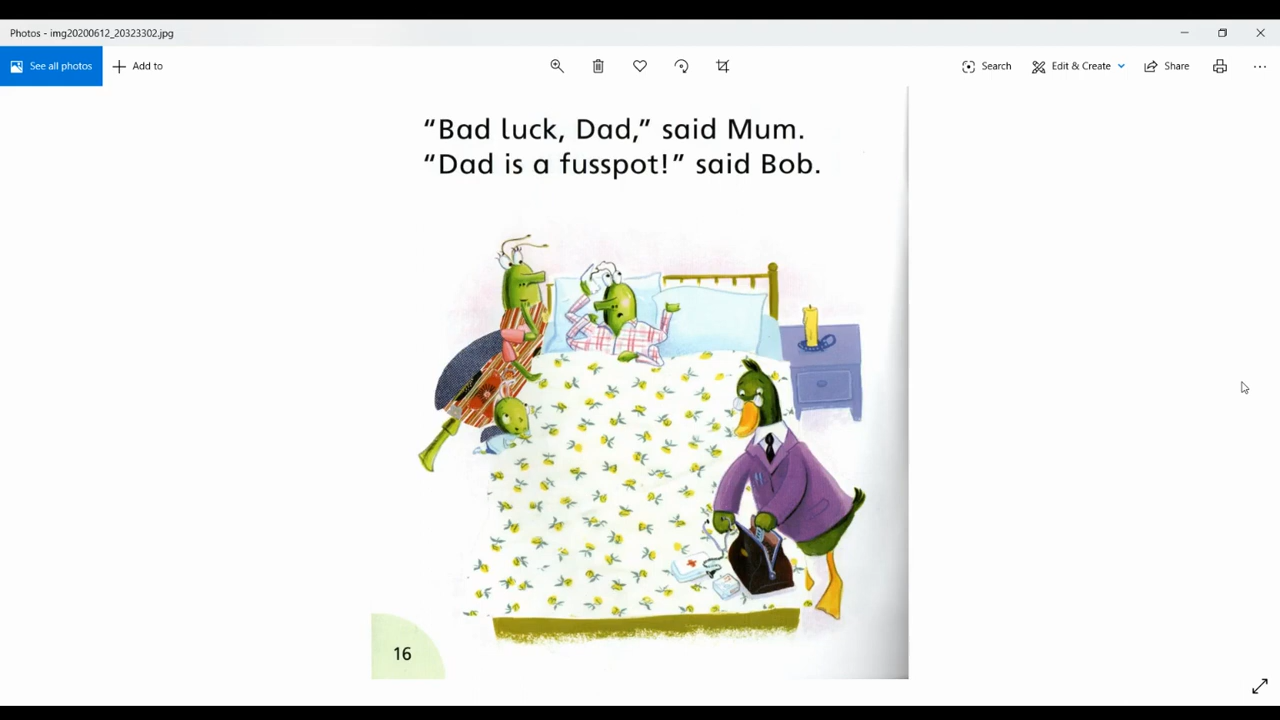 Photos - img20200612_20323302.jpg
See all photos
Add to
Search
Edit & Create
Share
“Bad luck, Dad,” said Mum.
“Dad is a fusspot!” said Bob.
16